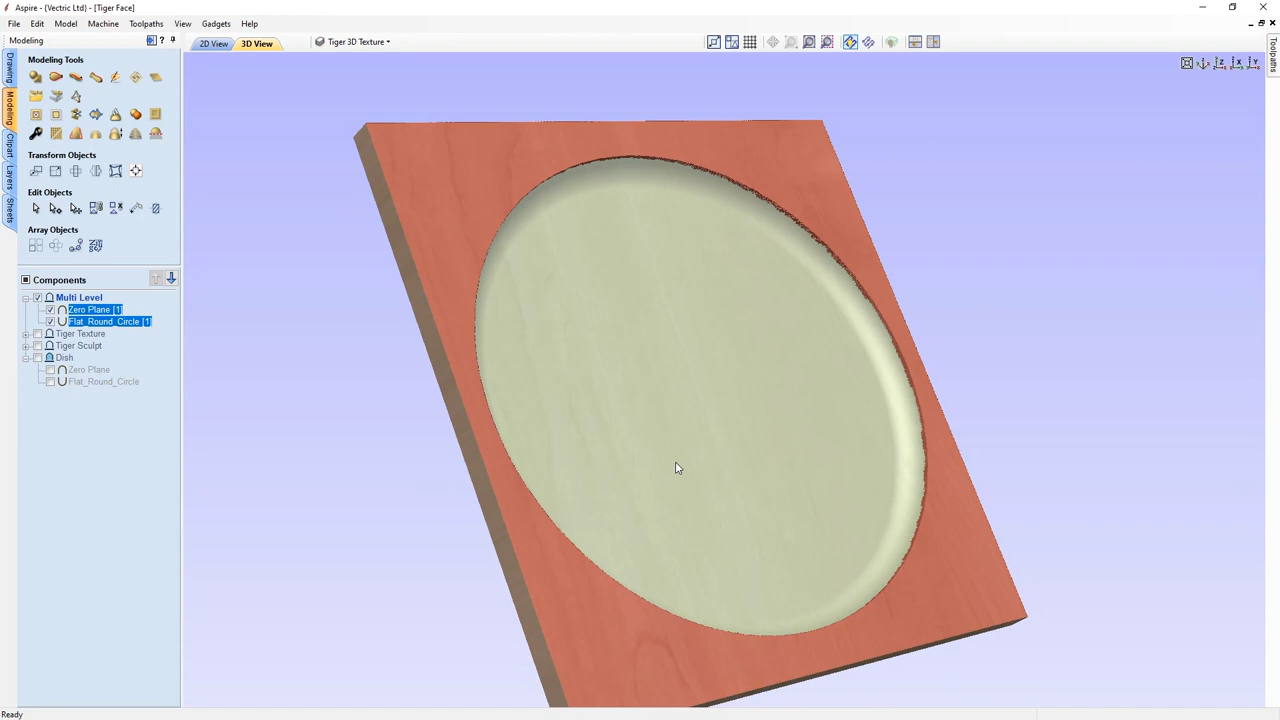 Aspire - {Vectric Ltd} - [Tiger Face]
File Edit Model Machine Toolpaths View Gadgets Help
Modeling
2D View 3D View Tiger 3D Texture
Toolpaths
Drawing
Modeling
Clipart
Layers
Sheets
Modeling Tools
Transform Objects
Edit Objects
Array Objects
Components
Multi Level
Zero Plane [1]
Flat_Round_Circle [1]
Tiger Texture
Tiger Sculpt
Dish
Zero Plane
Flat_Round_Circle
Ready